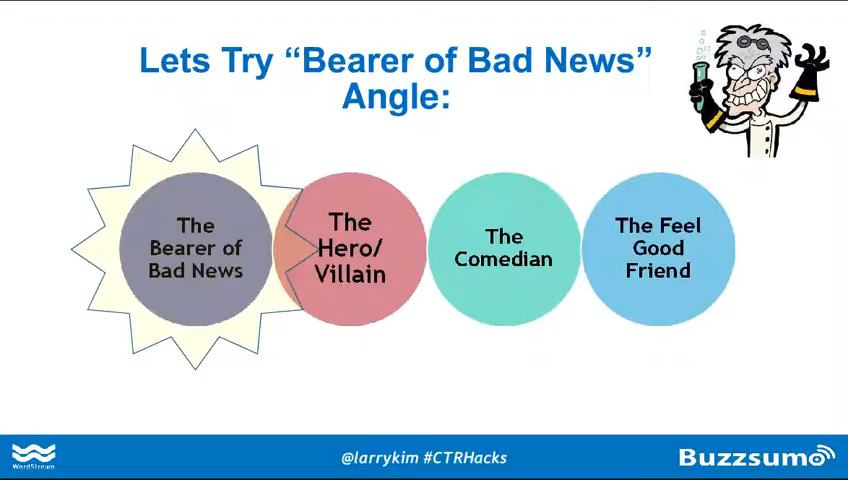 Lets Try “Bearer of Bad News”
Angle:
The
Bearer of
Bad News
The
Hero/
Villain
The
Comedian
The Feel
Good
Friend
WordStream
@larrykim #CTRHacks
Buzzsumo